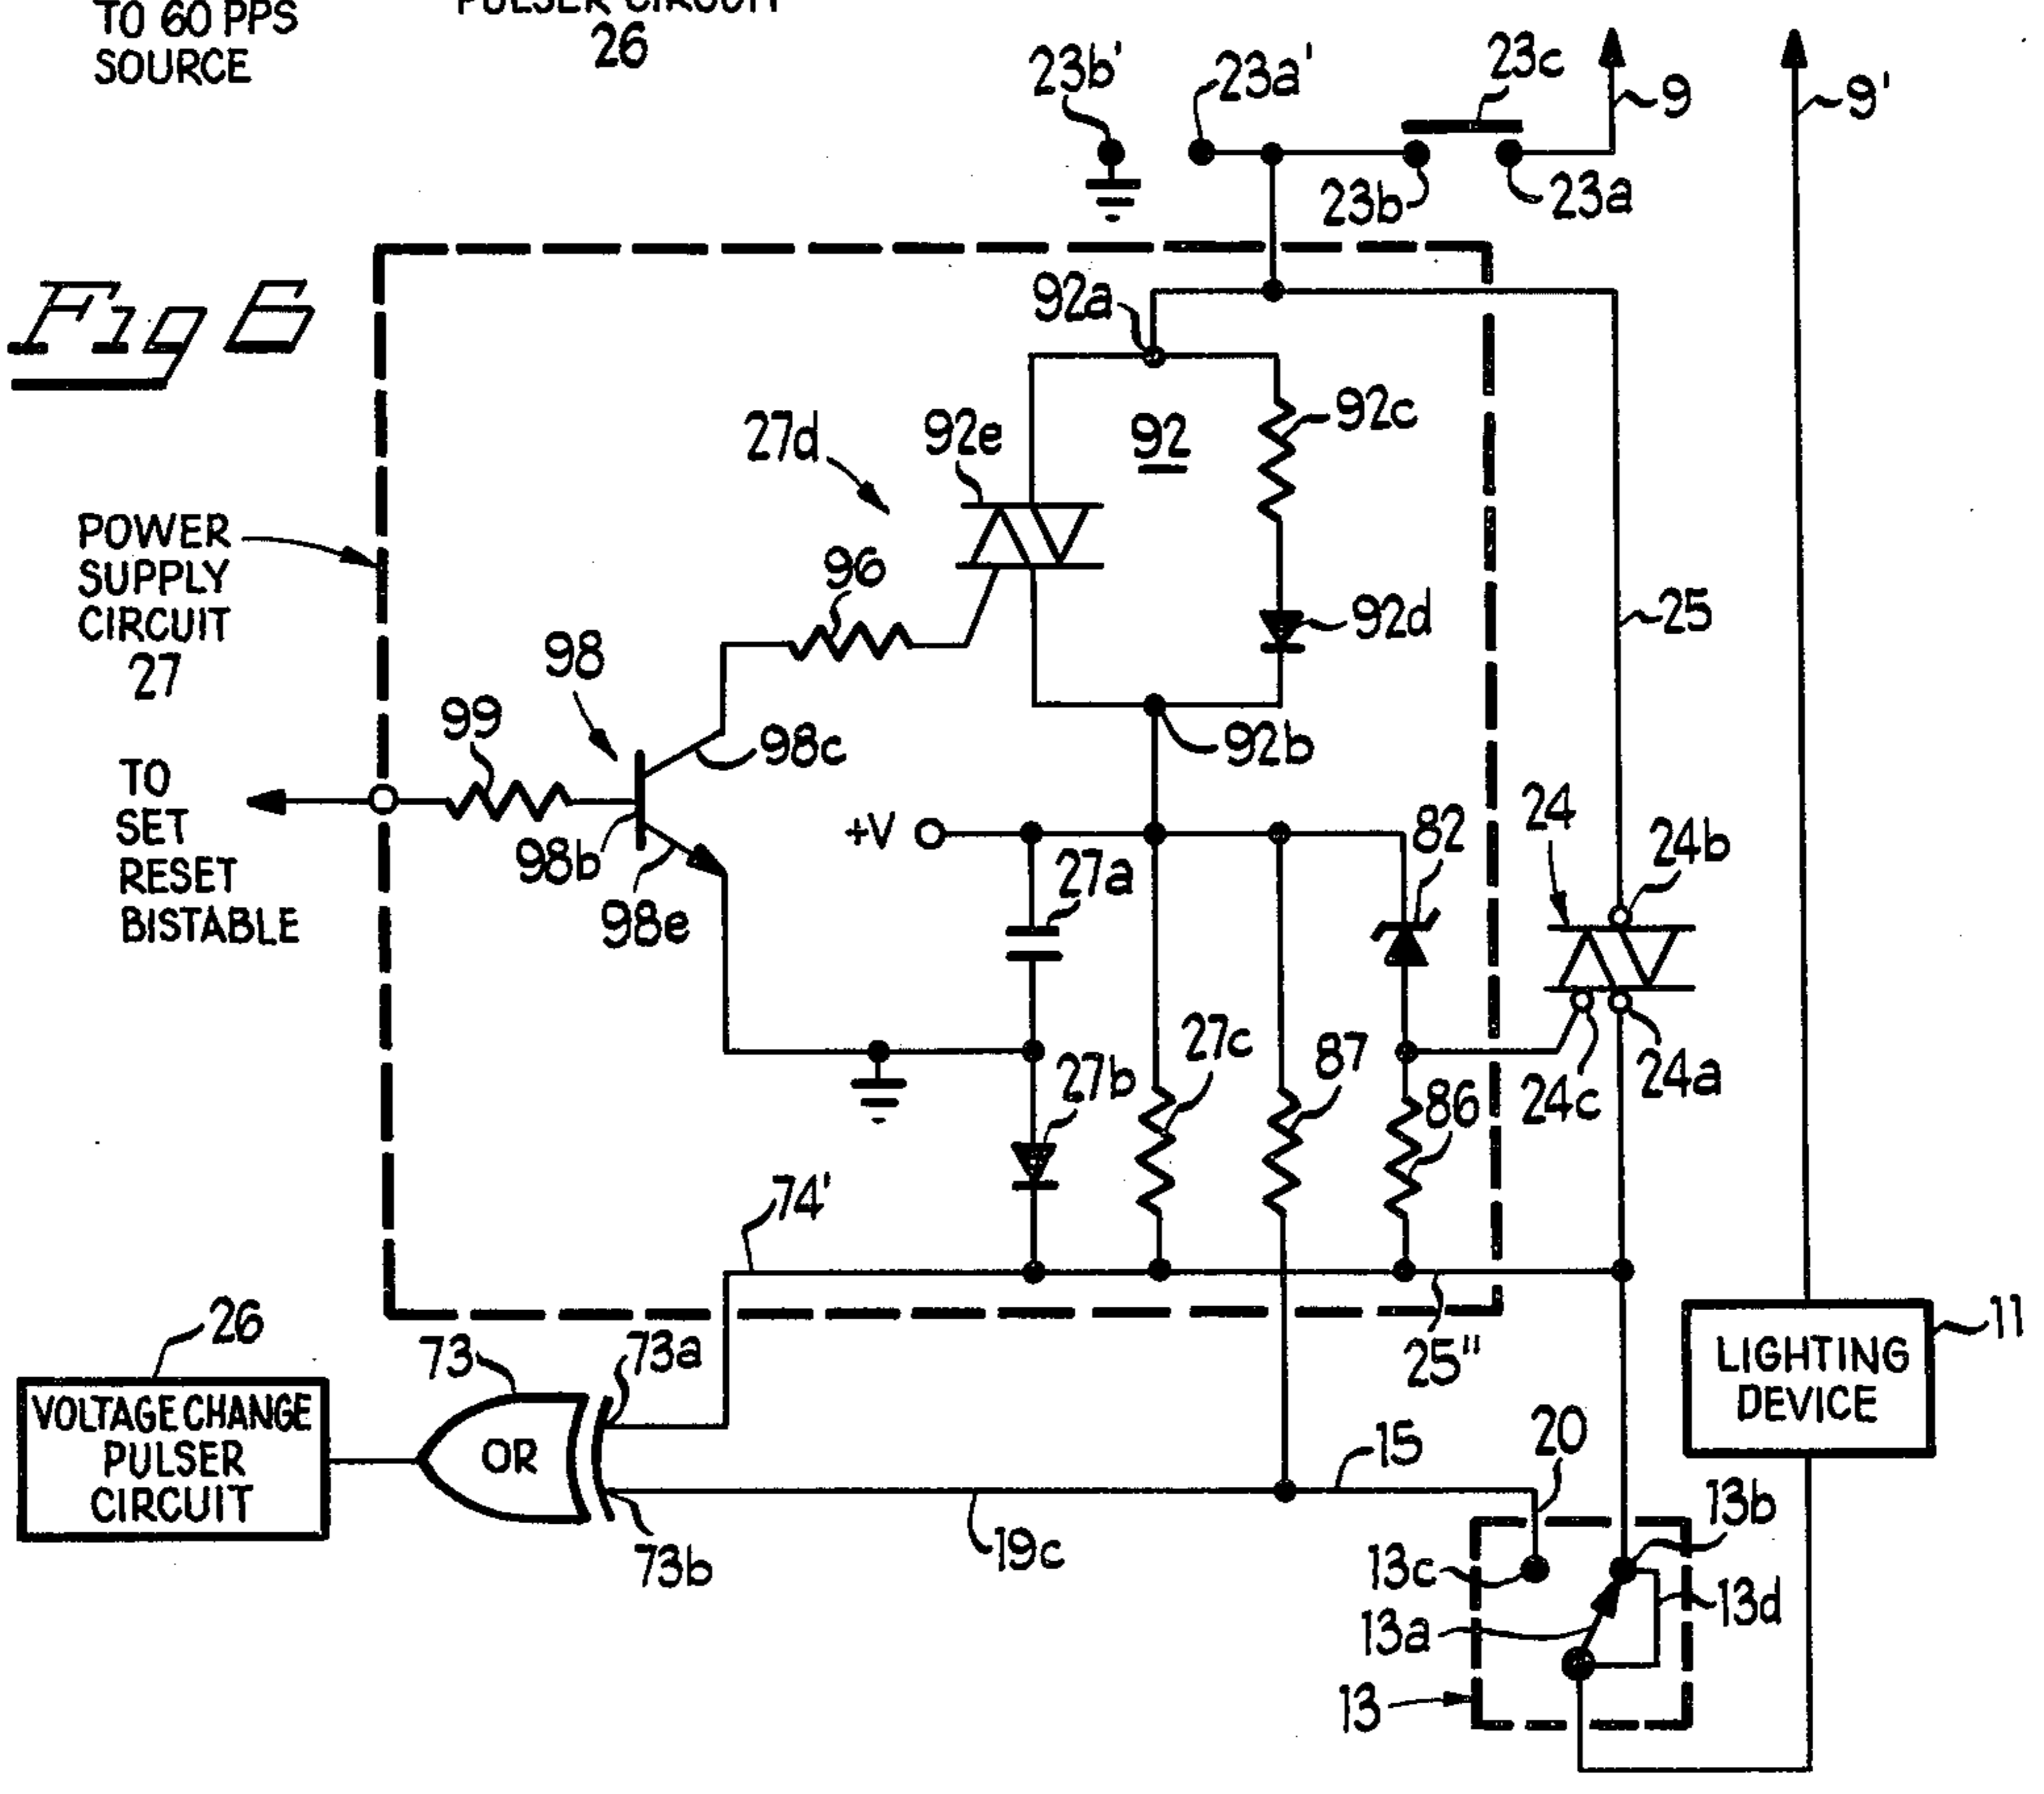 TO 60 PPS
SOURCE
PULSER CIRCUIT
26
23b'
23a'
23c
9
9'
23b
23a
Fig 6
92a
92c
27d
92e
92
POWER
SUPPLY
CIRCUIT
27
96
92d
25
98
99
98c
92b
TO
SET
RESET
BISTABLE
98b
98e
+V
27a
82
24
24b
27b
27c
87
86
24c
24a
74'
26
73
73a
25"
11
LIGHTING
DEVICE
VOLTAGE CHANGE
PULSER
CIRCUIT
OR
15
20
13b
73b
19c
13c
13a
13d
13